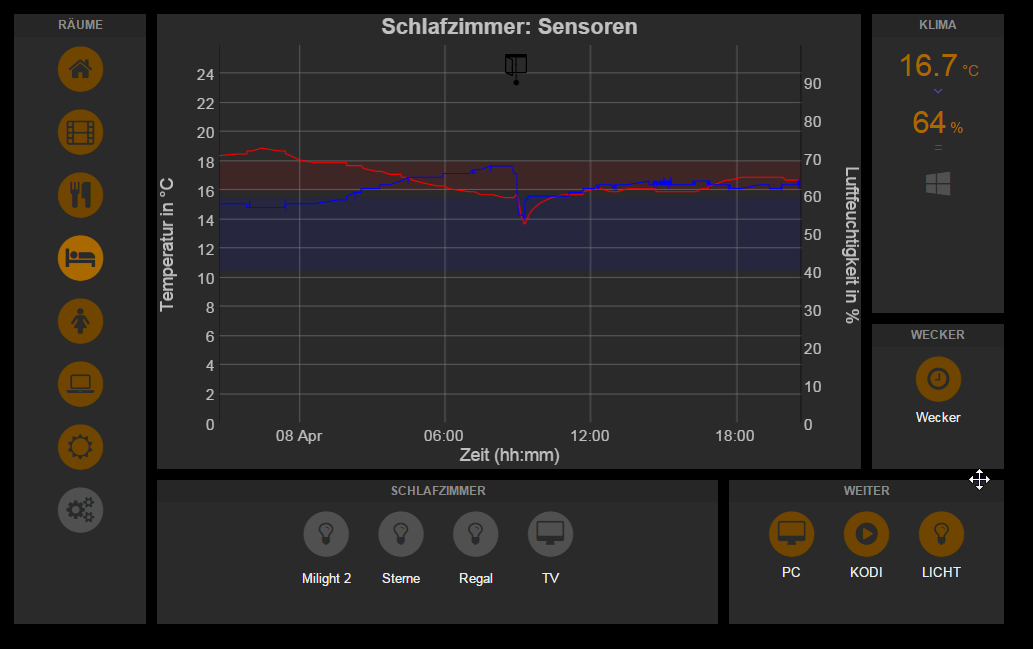 RÄUME
Schlafzimmer: Sensoren
KLIMA
24
22
20
18
16
14
12
10
8
6
4
2
0
Temperatur in °C
90
80
70
60
50
40
30
20
10
0
Luftfeuchtigkeit in %
08 Apr
06:00
12:00
18:00
Zeit (hh:mm)
16.7 °C
64 %
=
WECKER
Wecker
SCHLAFZIMMER
Milight 2
Sterne
Regal
TV
WEITER
PC
KODI
LICHT